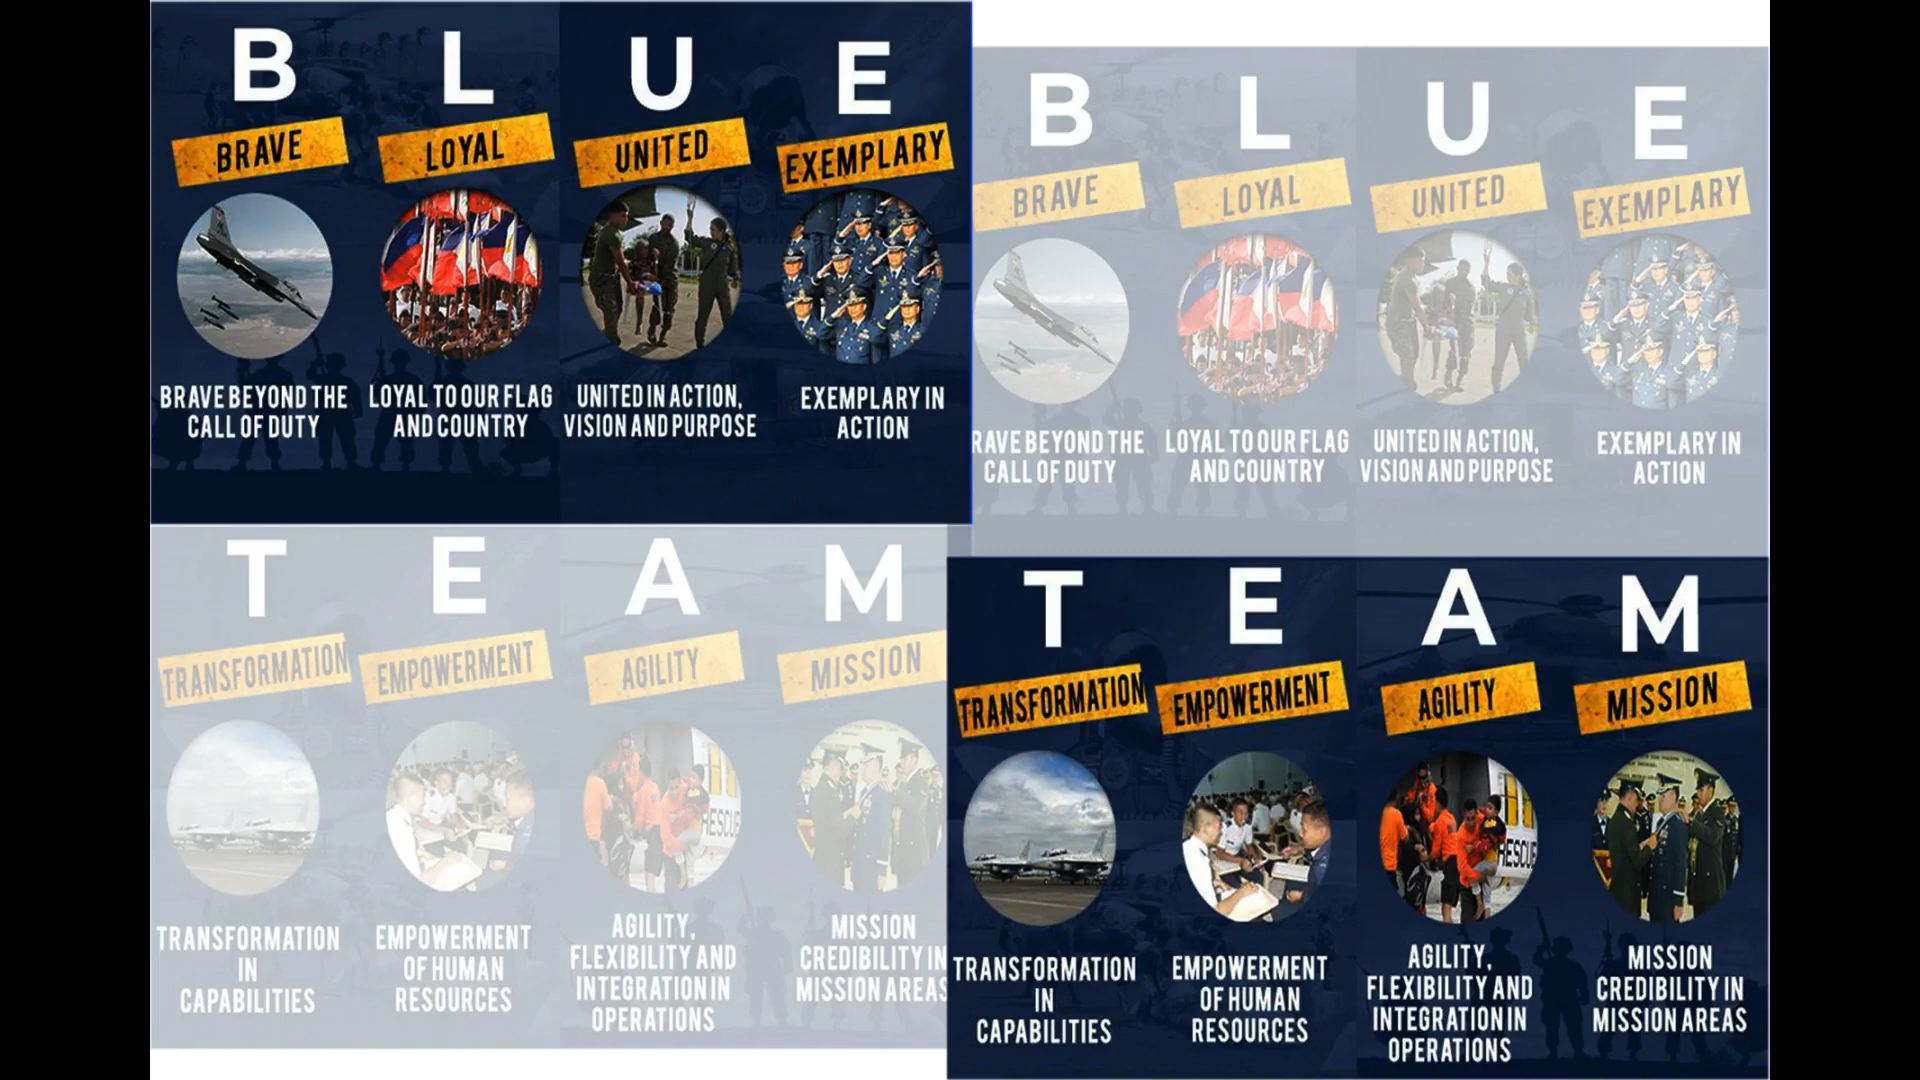 B L U E
BRAVE LOYAL UNITED EXEMPLARY
BRAVE BEYOND THE
CALL OF DUTY
LOYAL TO OUR FLAG
AND COUNTRY
UNITED IN ACTION,
VISION AND PURPOSE
EXEMPLARY IN
ACTION
B L U E
BRAVE LOYAL UNITED EXEMPLARY
RAVE BEYOND THE
CALL OF DUTY
LOYAL TO OUR FLAG
AND COUNTRY
UNITED IN ACTION,
VISION AND PURPOSE
EXEMPLARY IN
ACTION
T E A M
TRANSFORMATION EMPOWERMENT AGILITY MISSION
RESCU
TRANSFORMATION
IN
CAPABILITIES
EMPOWERMENT
OF HUMAN
RESOURCES
AGILITY,
FLEXIBILITY AND
INTEGRATION IN
OPERATIONS
MISSION
CREDIBILITY IN
MISSION AREAS
T E A M
TRANSFORMATION EMPOWERMENT AGILITY MISSION
RESCUE
TRANSFORMATION
IN
CAPABILITIES
EMPOWERMENT
OF HUMAN
RESOURCES
AGILITY,
FLEXIBILITY AND
INTEGRATION IN
OPERATIONS
MISSION
CREDIBILITY IN
MISSION AREAS